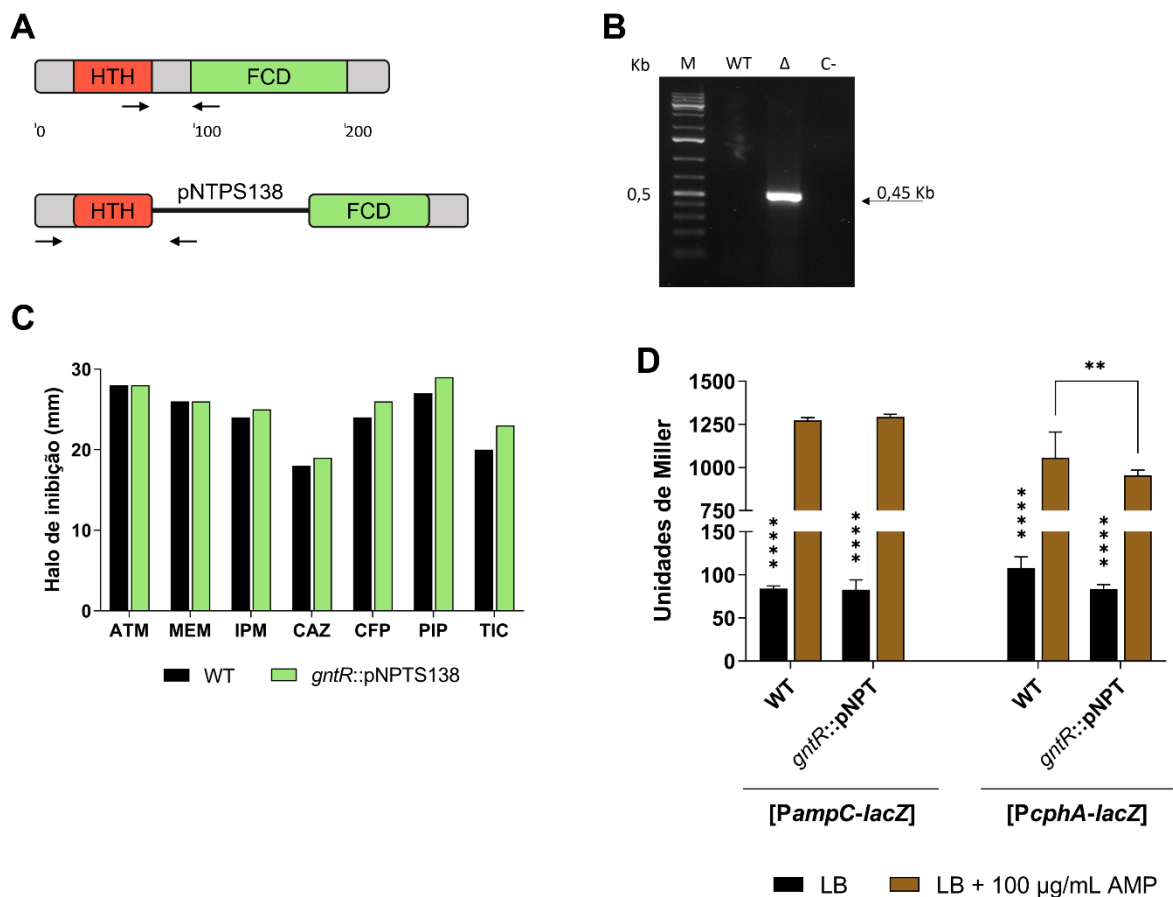 A
HTH
FCD
0
100
200
pNTPS138
HTH
FCD
B
Kb M WT Δ C-
0,5
0,45 Kb
C
Halo de inibição (mm)
30
20
10
0
ATM MEM IPM CAZ CFP PIP TIC
WT gntR::pNPTS138
D
Unidades de Miller
1500
1250
1000
750
150
100
50
0
****
****
****
****
**
WT
gntR::pNPT
WT
gntR::pNPT
[PampC-lacZ]
[PcphA-lacZ]
LB LB + 100 µg/mL AMP